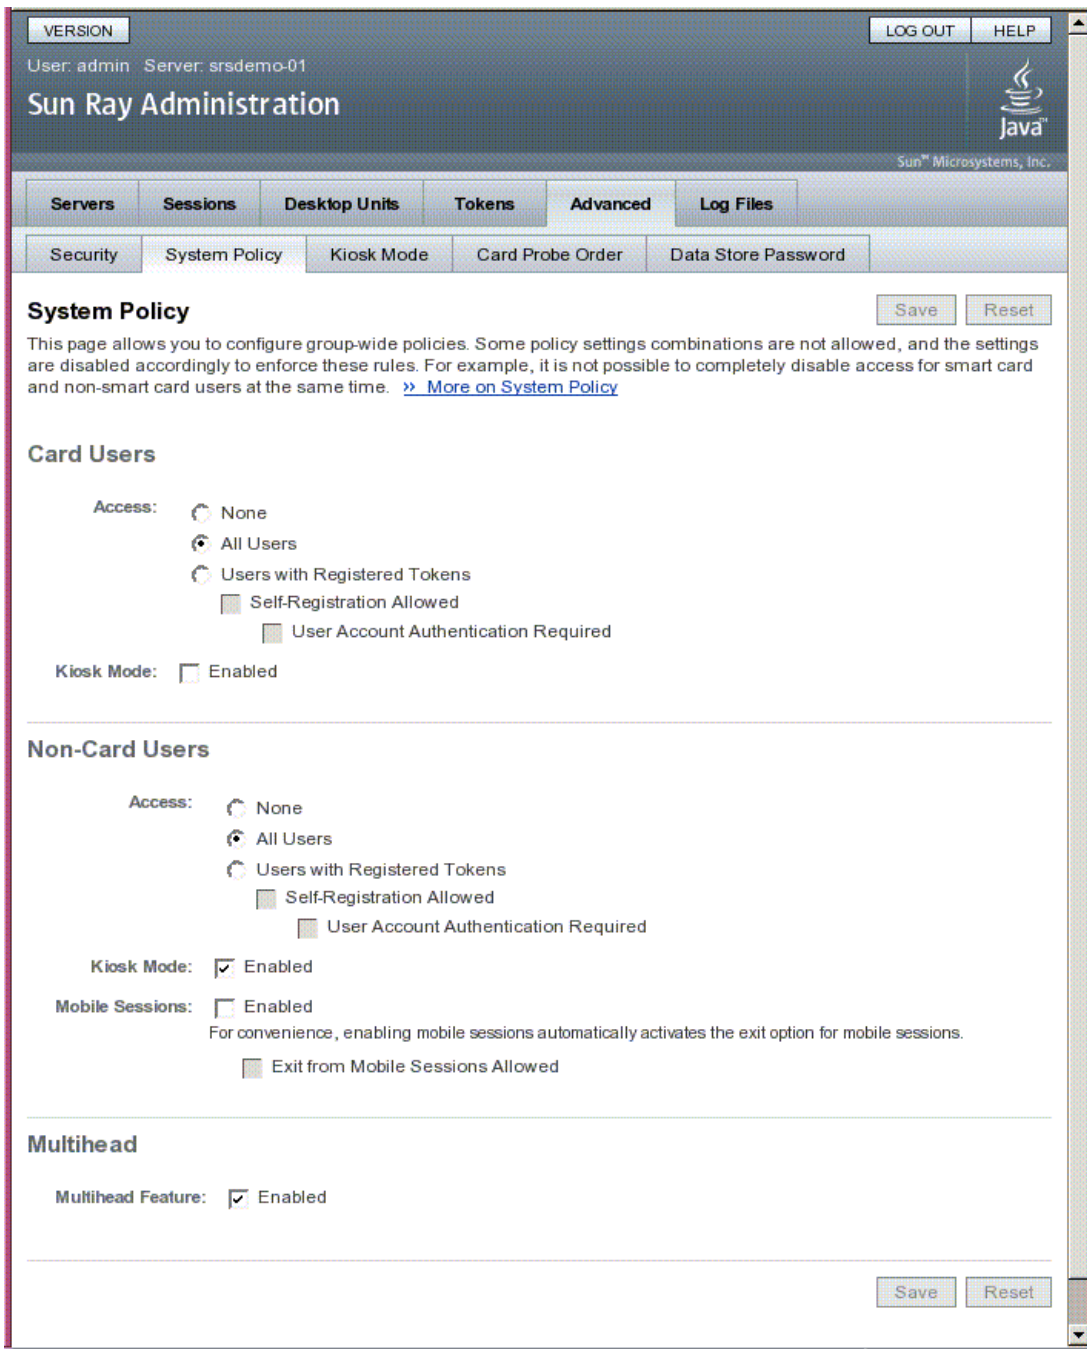 VERSION
LOG OUT
HELP
User: admin Server: srsdemo-01
Sun Ray Administration
Java™
Sun™ Microsystems, Inc.
Servers
Sessions
Desktop Units
Tokens
Advanced
Log Files
Security
System Policy
Kiosk Mode
Card Probe Order
Data Store Password
System Policy
Save
Reset
This page allows you to configure group-wide policies. Some policy settings combinations are not allowed, and the settings
are disabled accordingly to enforce these rules. For example, it is not possible to completely disable access for smart card
and non-smart card users at the same time. ›› More on System Policy
Card Users
Access:
None
All Users
Users with Registered Tokens
Self-Registration Allowed
User Account Authentication Required
Kiosk Mode: Enabled
Non-Card Users
Access:
None
All Users
Users with Registered Tokens
Self-Registration Allowed
User Account Authentication Required
Kiosk Mode: Enabled
Mobile Sessions: Enabled
For convenience, enabling mobile sessions automatically activates the exit option for mobile sessions.
Exit from Mobile Sessions Allowed
Multihead
Multihead Feature: Enabled
Save
Reset